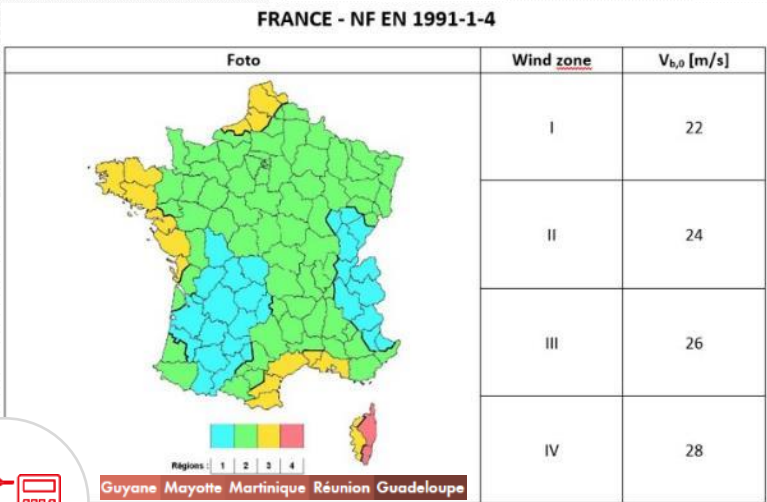 FRANCE - NF EN 1991-1-4
Foto
Wind zone
Vb,0 [m/s]
I
22
II
24
III
26
IV
28
Régions : 1 2 3 4
Guyane Mayotte Martinique Réunion Guadeloupe